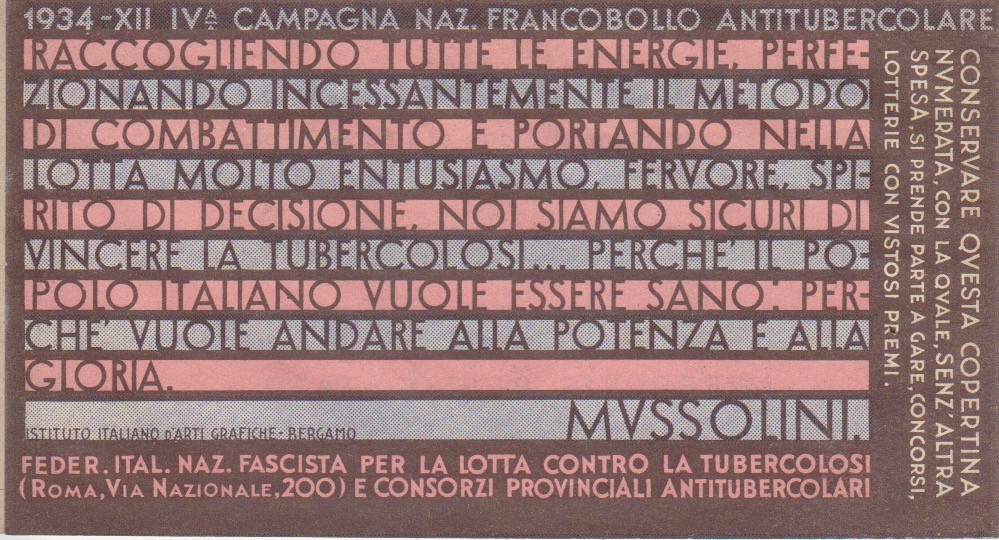 1934-XII IVA CAMPAGNA NAZ. FRANCOBOLLO ANTITUBERCOLARE
RACCOGLIENDO TUTTE LE ENERGIE, PERFE-
ZIONANDO INCESSANTEMENTE IL METODO
DI COMBATTIMENTO E PORTANDO NELLA
LOTTA MOLTO ENTUSIASMO, FERVORE, SPI-
RITO DI DECISIONE, NOI SIAMO SICURI DI
VINCERE LA TUBERCOLOSI... PERCHE' IL PO-
POLO ITALIANO VUOLE ESSERE SANO: PER-
CHE' VUOLE ANDARE ALLA POTENZA E ALLA
GLORIA.
MVSSOLINI.
ISTITUTO ITALIANO D'ARTI GRAFICHE - BERGAMO
FEDER. ITAL. NAZ. FASCISTA PER LA LOTTA CONTRO LA TUBERCOLOSI
(ROMA, VIA NAZIONALE, 200) E CONSORZI PROVINCIALI ANTITUBERCOLARI
CONSERVARE QVESTA COPERTINA
NVMERATA, CON LA QVALE, SENZ'ALTRA
SPESA, SI PRENDE PARTE A GARE, CONCORSI,
LOTTERIE CON VISTOSI PREMI.